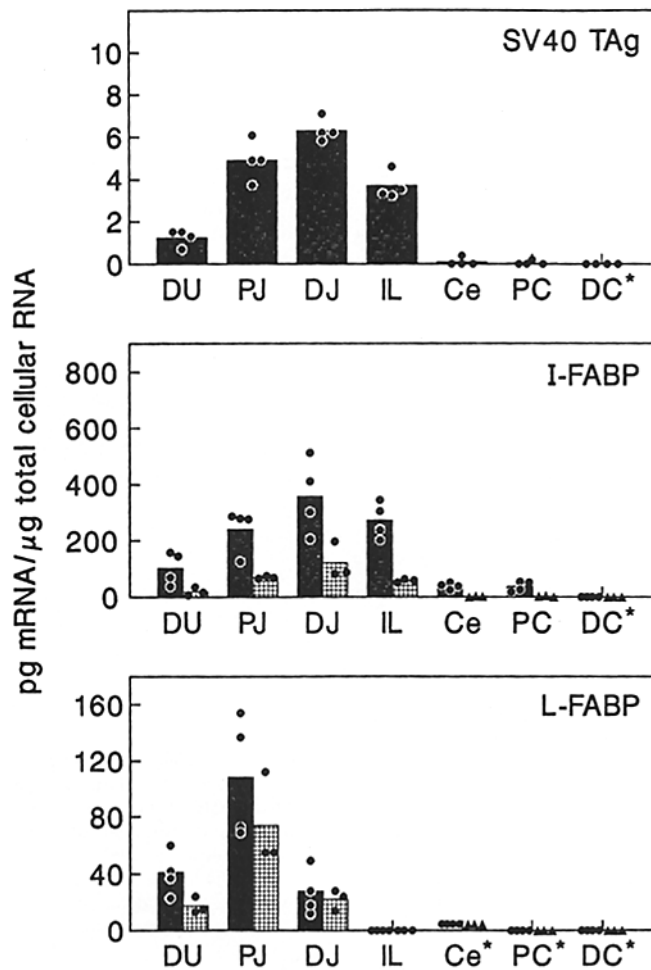 SV40 TAg
10
8
6
4
2
0
DU PJ DJ IL Ce PC DC*
pg mRNA/μg total cellular RNA
I-FABP
800
600
400
200
0
DU PJ DJ IL Ce PC DC*
L-FABP
160
120
80
40
0
DU PJ DJ IL Ce* PC* DC*